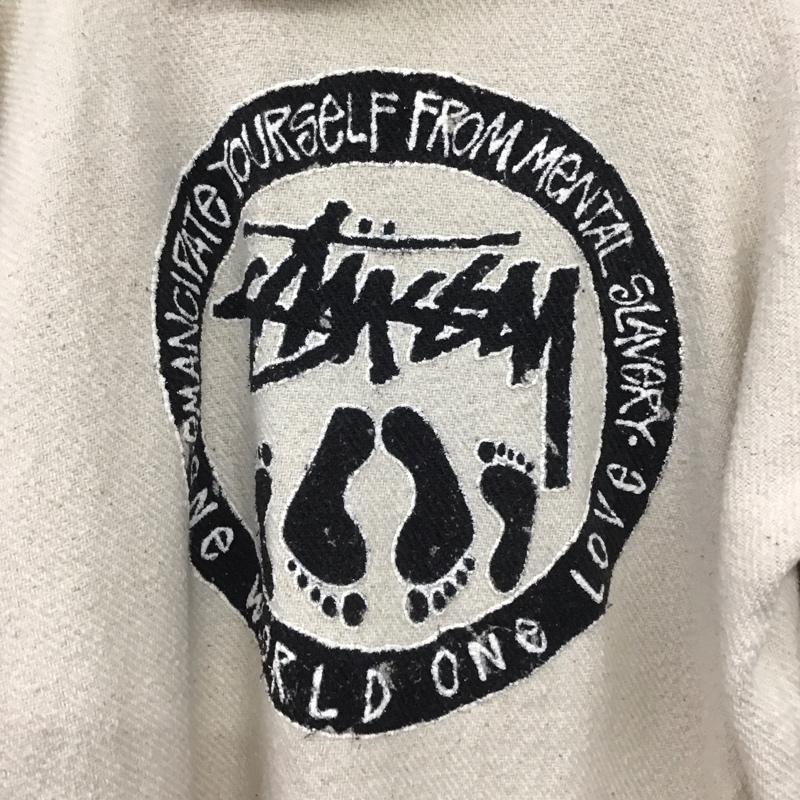 EMANCIPATE YOURSELF FROM MENTAL SLAVERY.
Stüssy
ONE WORLD ONE LOVE